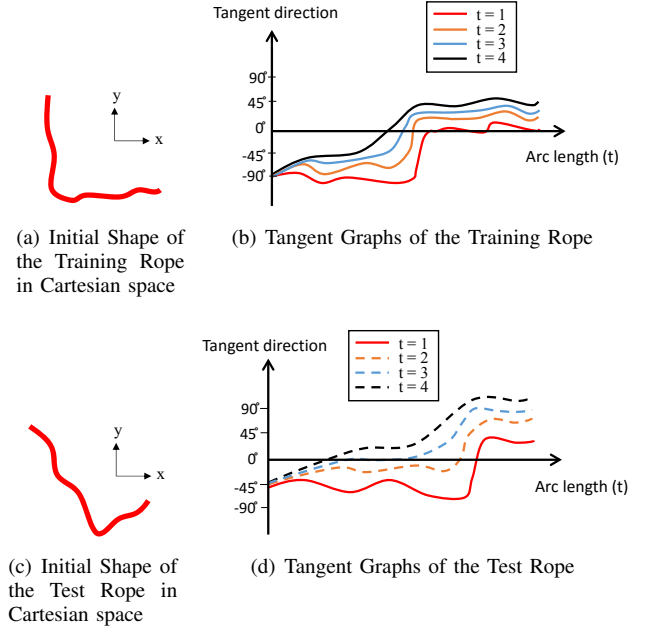 Tangent direction
t = 1
t = 2
t = 3
t = 4
90°
45°
0°
-45°
-90°
Arc length (t)
y
x
(a) Initial Shape of
the Training Rope
in Cartesian space
(b) Tangent Graphs of the Training Rope
Tangent direction
t = 1
t = 2
t = 3
t = 4
90°
45°
0°
-45°
-90°
Arc length (t)
y
x
(c) Initial Shape of
the Test Rope in
Cartesian space
(d) Tangent Graphs of the Test Rope